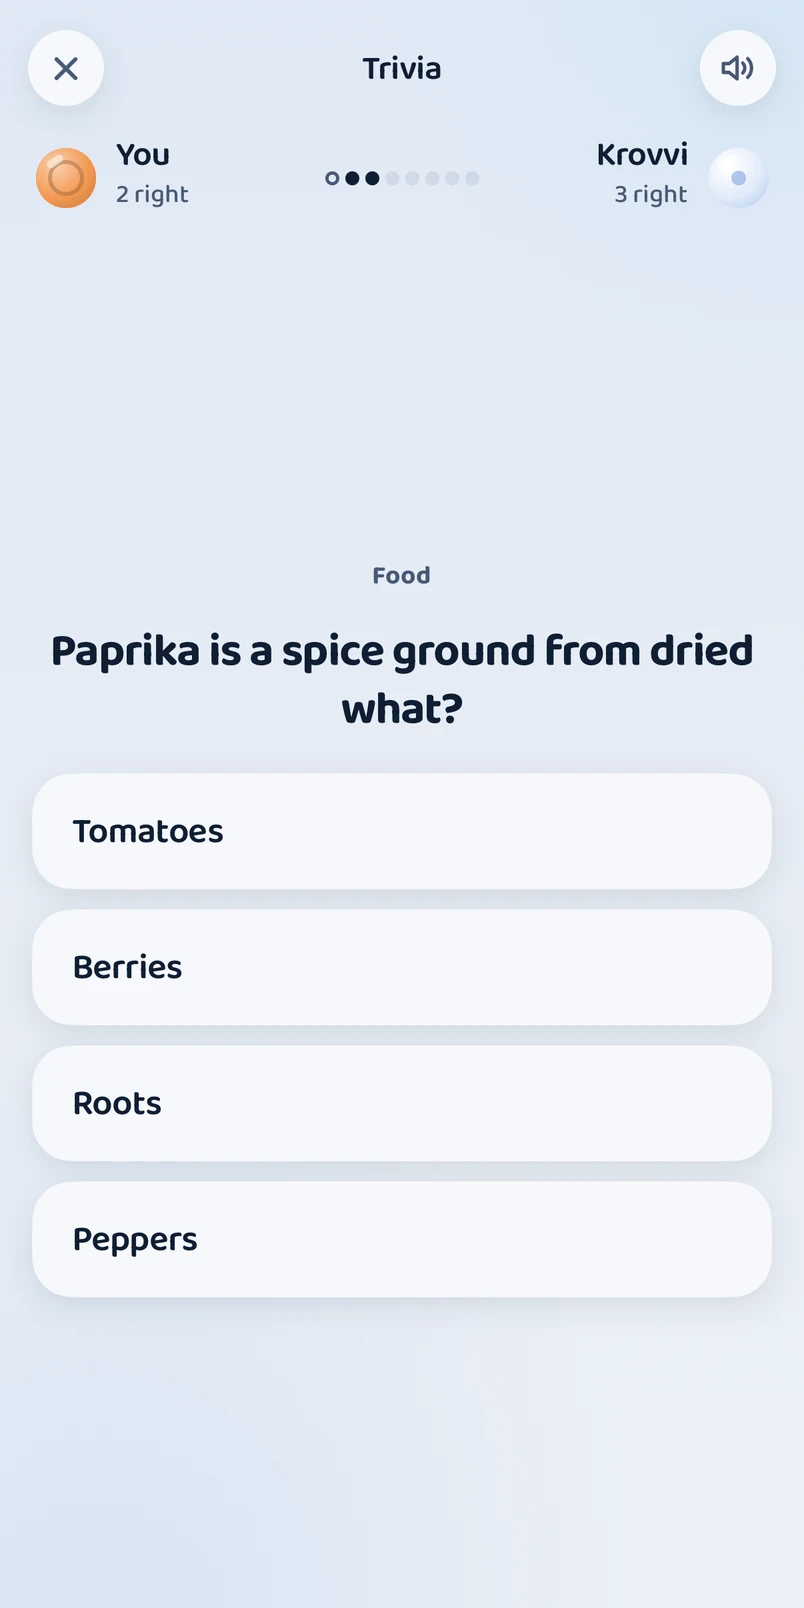 Trivia
You
2 right
Krovvi
3 right
Food
Paprika is a spice ground from dried
what?
Tomatoes
Berries
Roots
Peppers